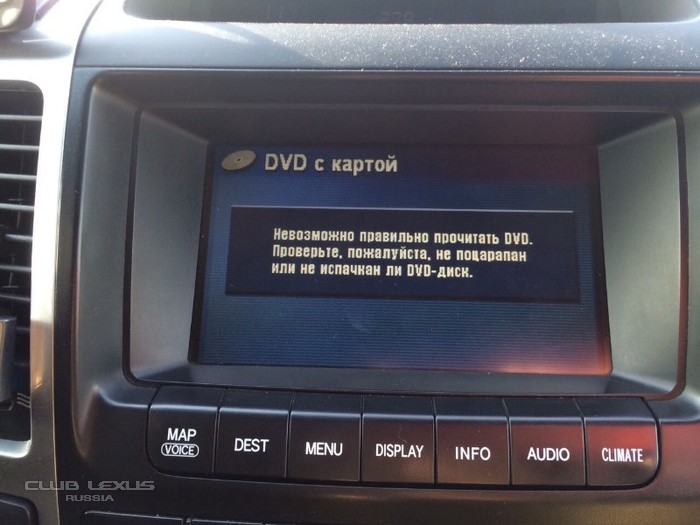 DVD с картой
Невозможно правильно прочитать DVD.
Проверьте, пожалуйста, не поцарапан
или не испачкан ли DVD-диск.
MAP
VOICE
DEST
MENU
DISPLAY
INFO
AUDIO
CLIMATE
CLUB LEXUS
RUSSIA